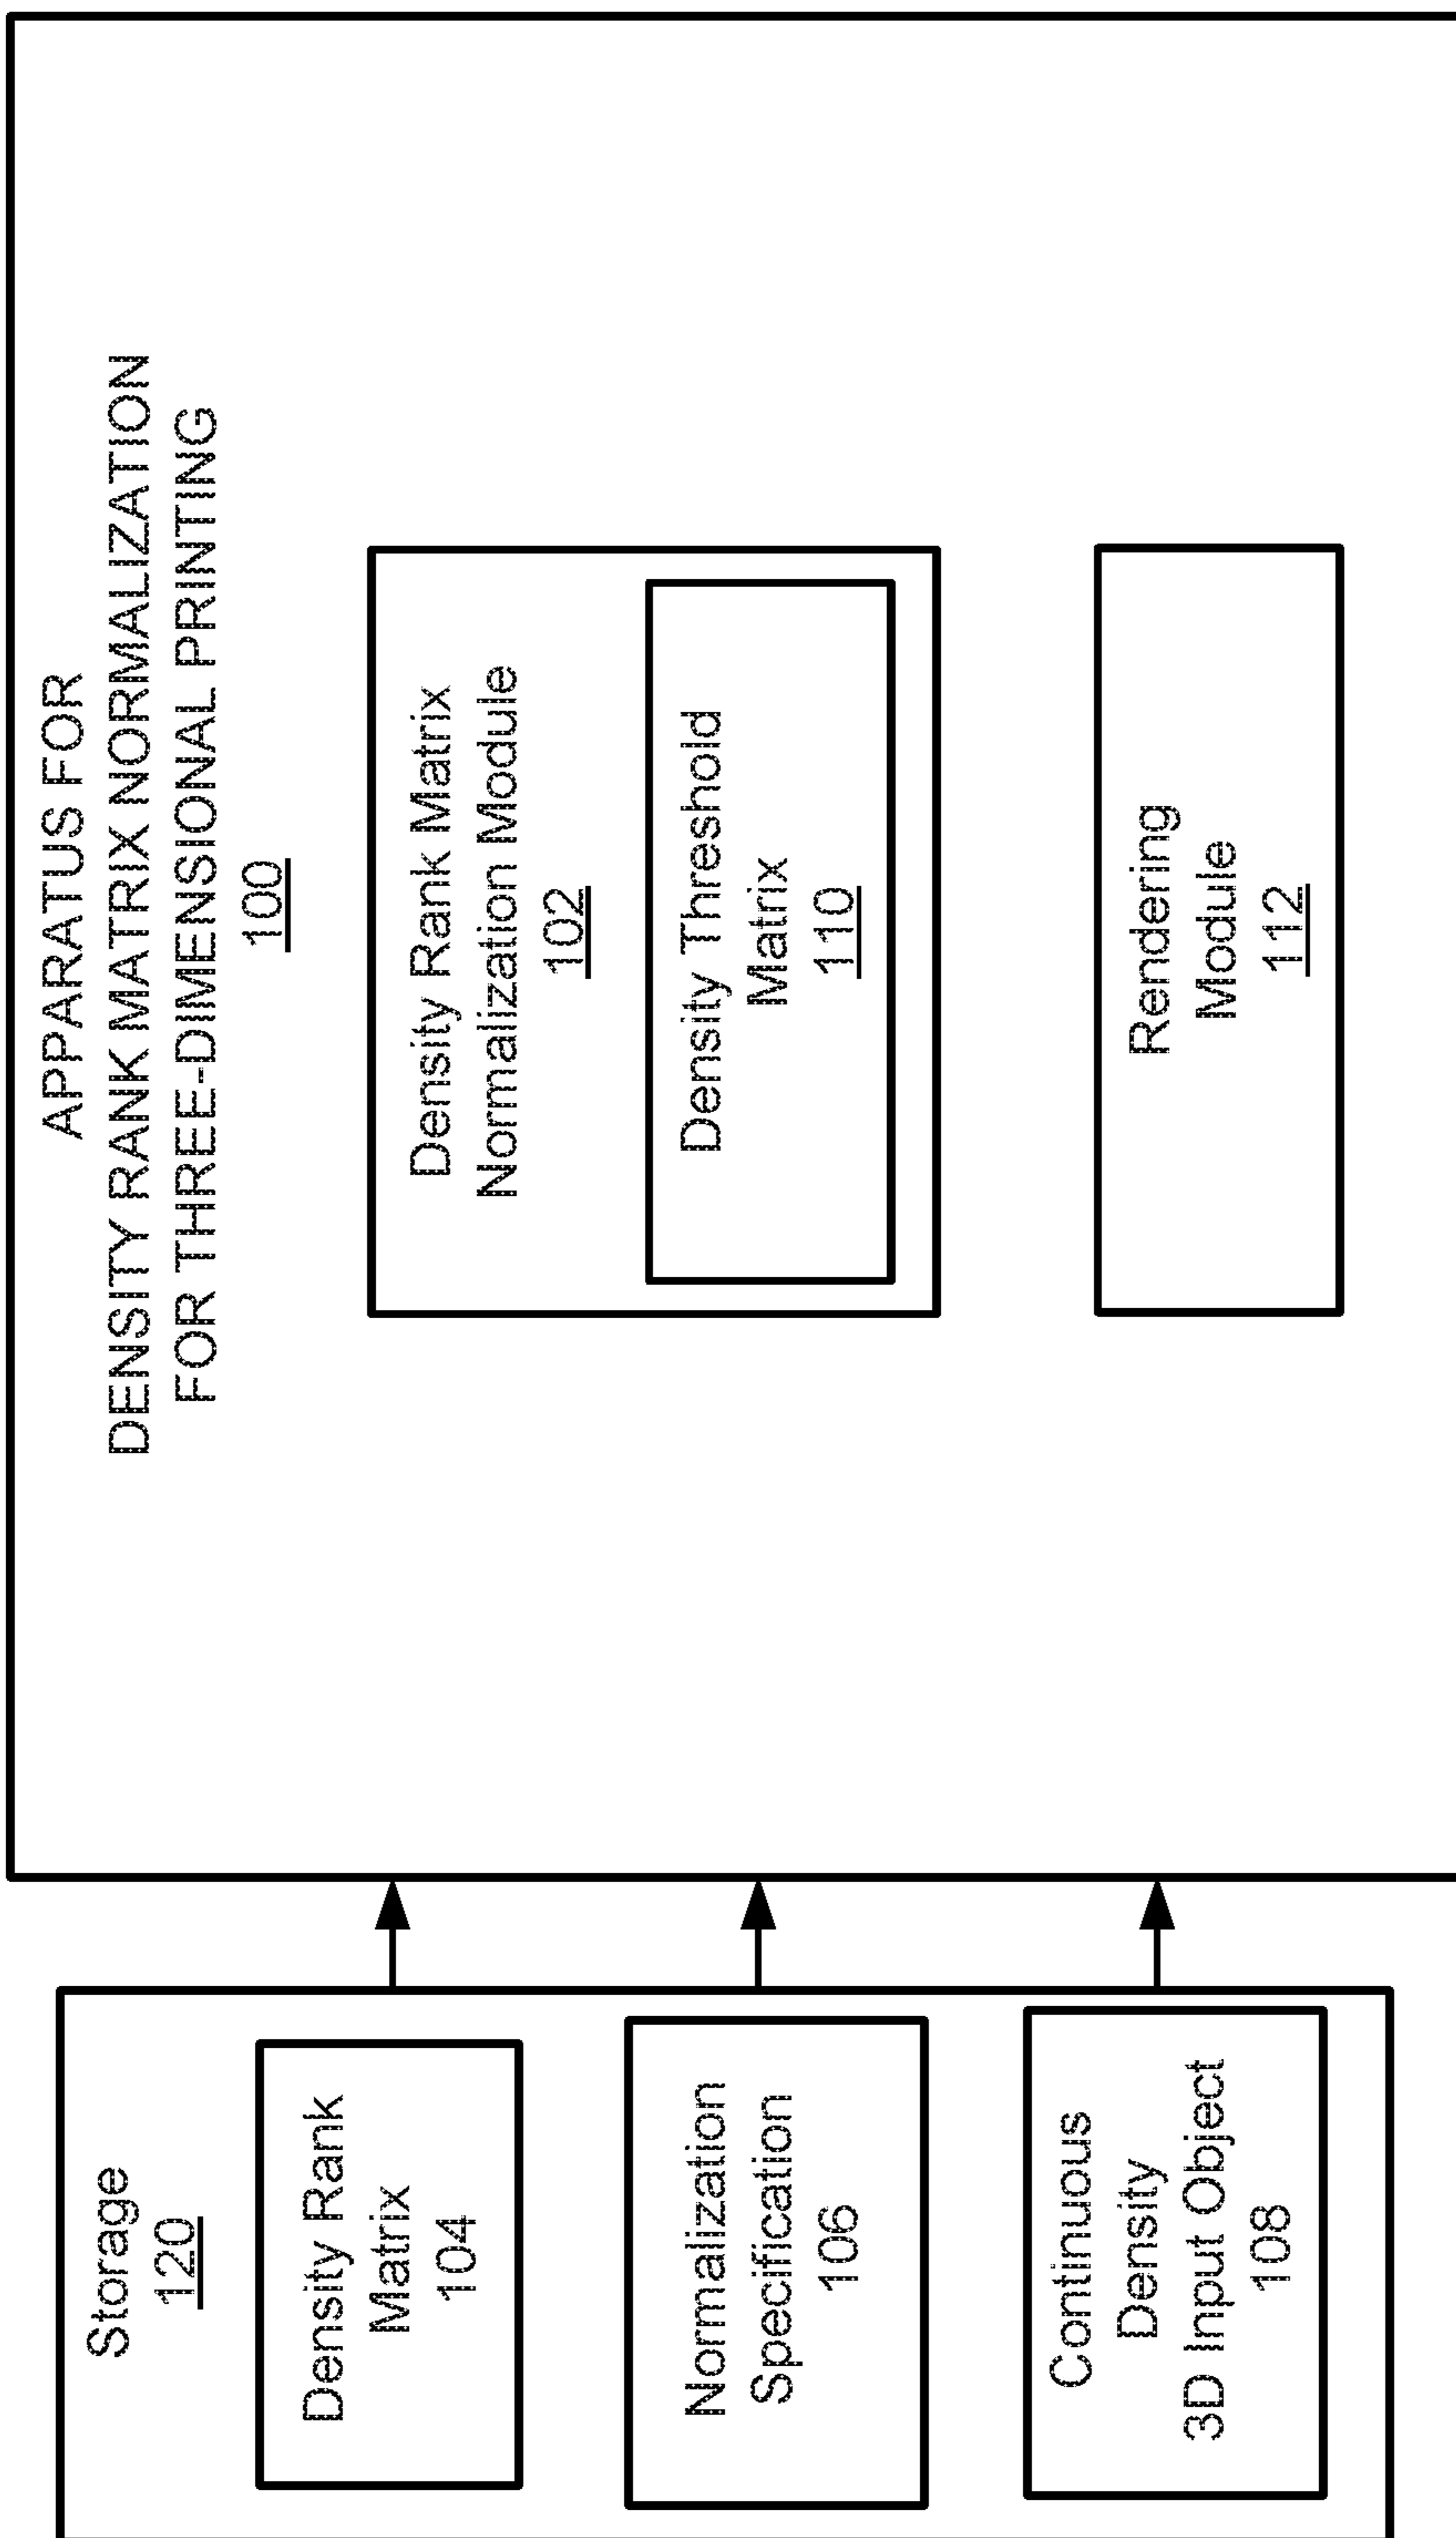 APPARATUS FOR
DENSITY RANK MATRIX NORMALIZATION
FOR THREE-DIMENSIONAL PRINTING
100
Storage
120
Density Rank
Matrix
104
Normalization
Specification
106
Continuous
Density
3D Input Object
108
Density Rank Matrix
Normalization Module
102
Density Threshold
Matrix
110
Rendering
Module
112